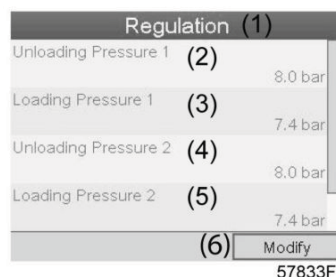 Regulation (1)
Unloading Pressure 1 (2)
8.0 bar
Loading Pressure 1 (3)
7.4 bar
Unloading Pressure 2 (4)
8.0 bar
Loading Pressure 2 (5)
7.4 bar
(6) Modify
57833F